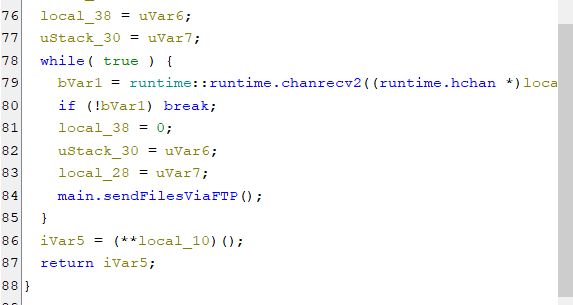 76 local_38 = uVar6;
77 uStack_30 = uVar7;
78 while( true ) {
79 bVar1 = runtime::runtime.chanrecv2((runtime.hchan *)loca
80 if (!bVar1) break;
81 local_38 = 0;
82 uStack_30 = uVar6;
83 local_28 = uVar7;
84 main.sendFilesViaFTP();
85 }
86 iVar5 = (**local_10)();
87 return iVar5;
88 }